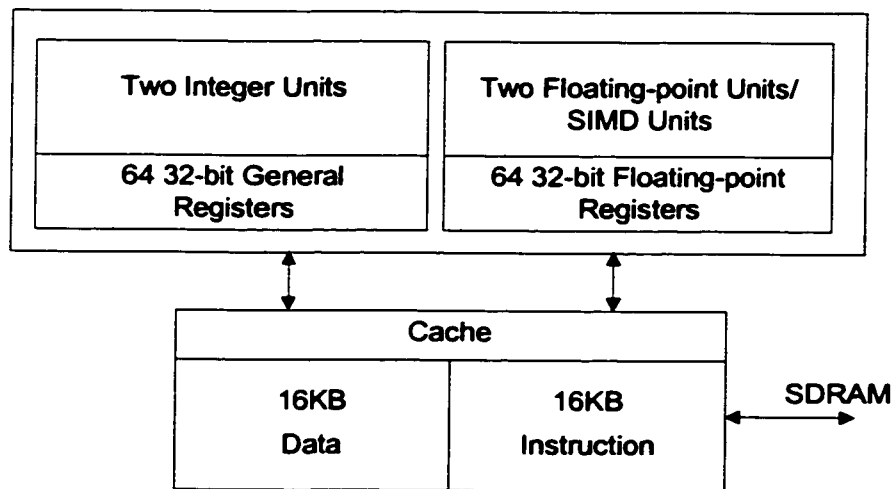 Two Integer Units
64 32-bit General
Registers
Two Floating-point Units/
SIMD Units
64 32-bit Floating-point
Registers
Cache
16KB
Data
16KB
Instruction
SDRAM